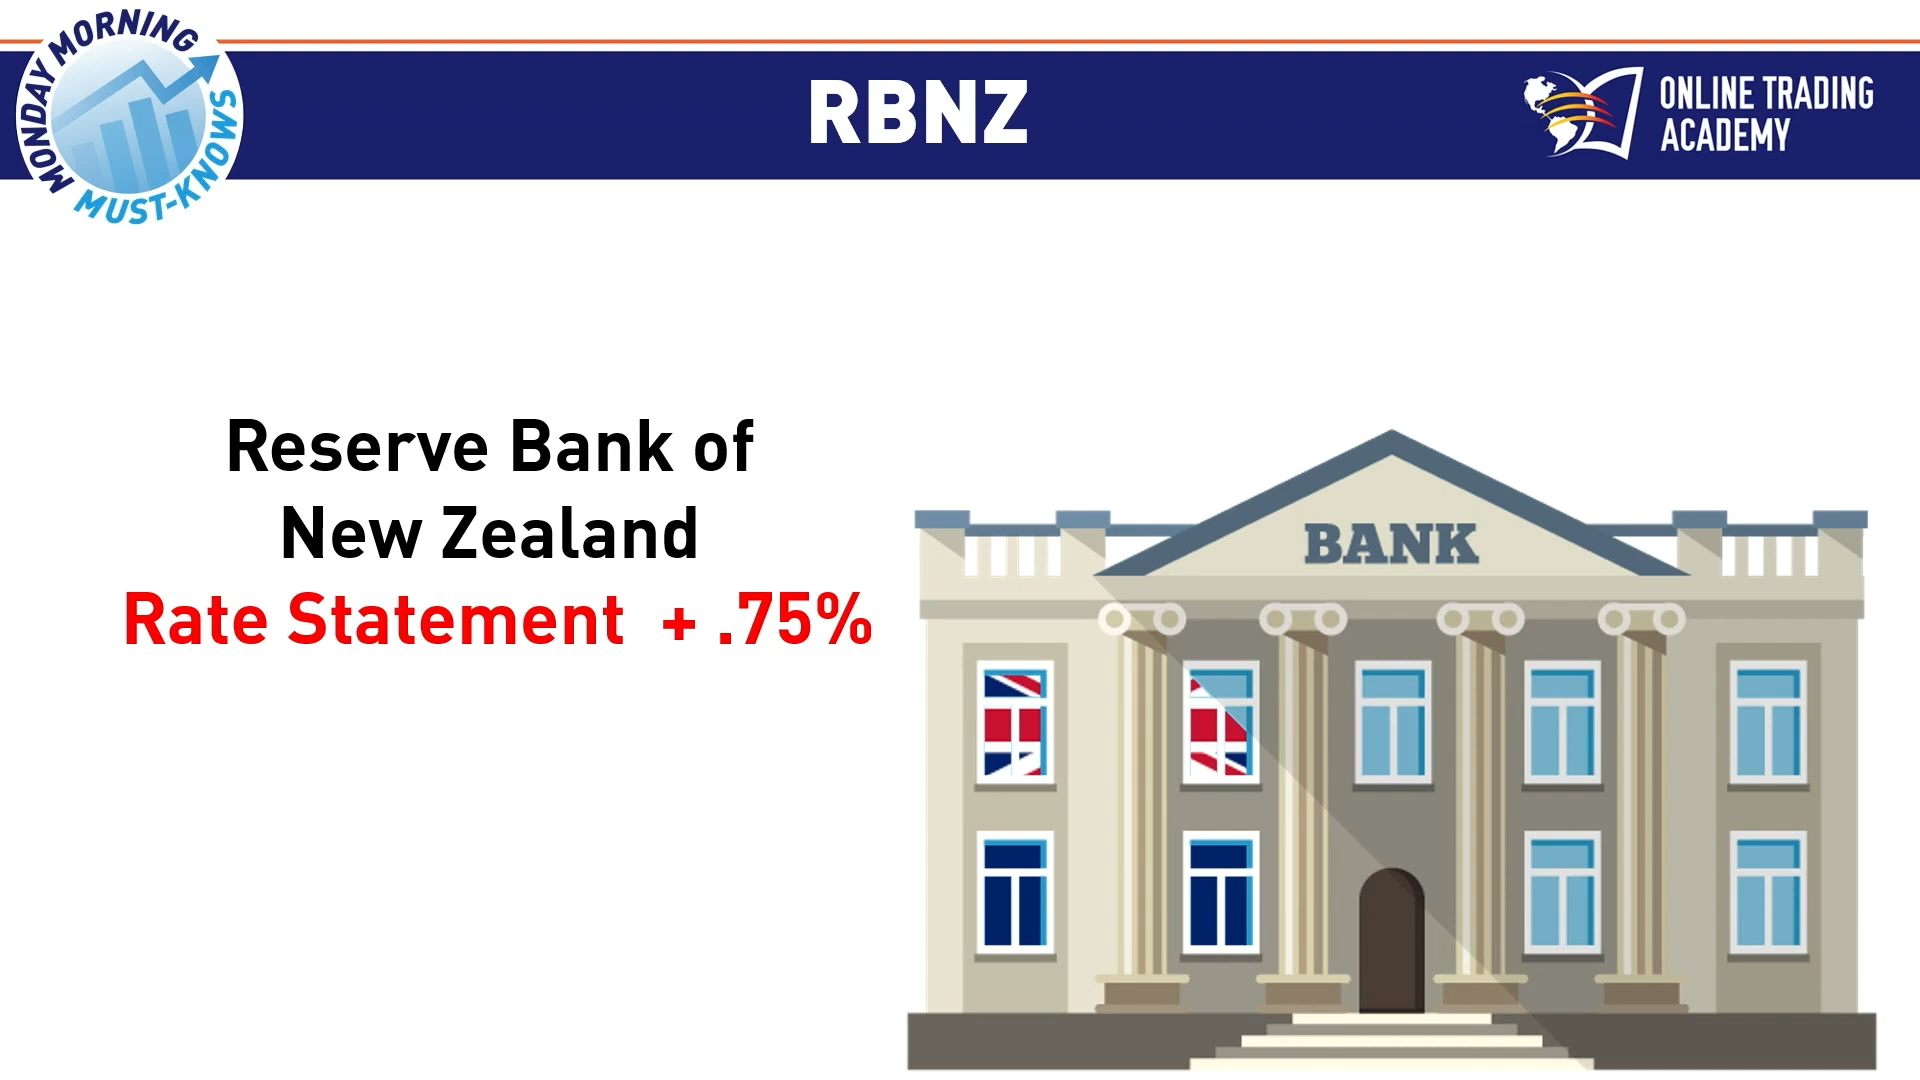 MONDAY MORNING
MUST-KNOWS
RBNZ
ONLINE TRADING
ACADEMY
Reserve Bank of
New Zealand
Rate Statement + .75%
BANK